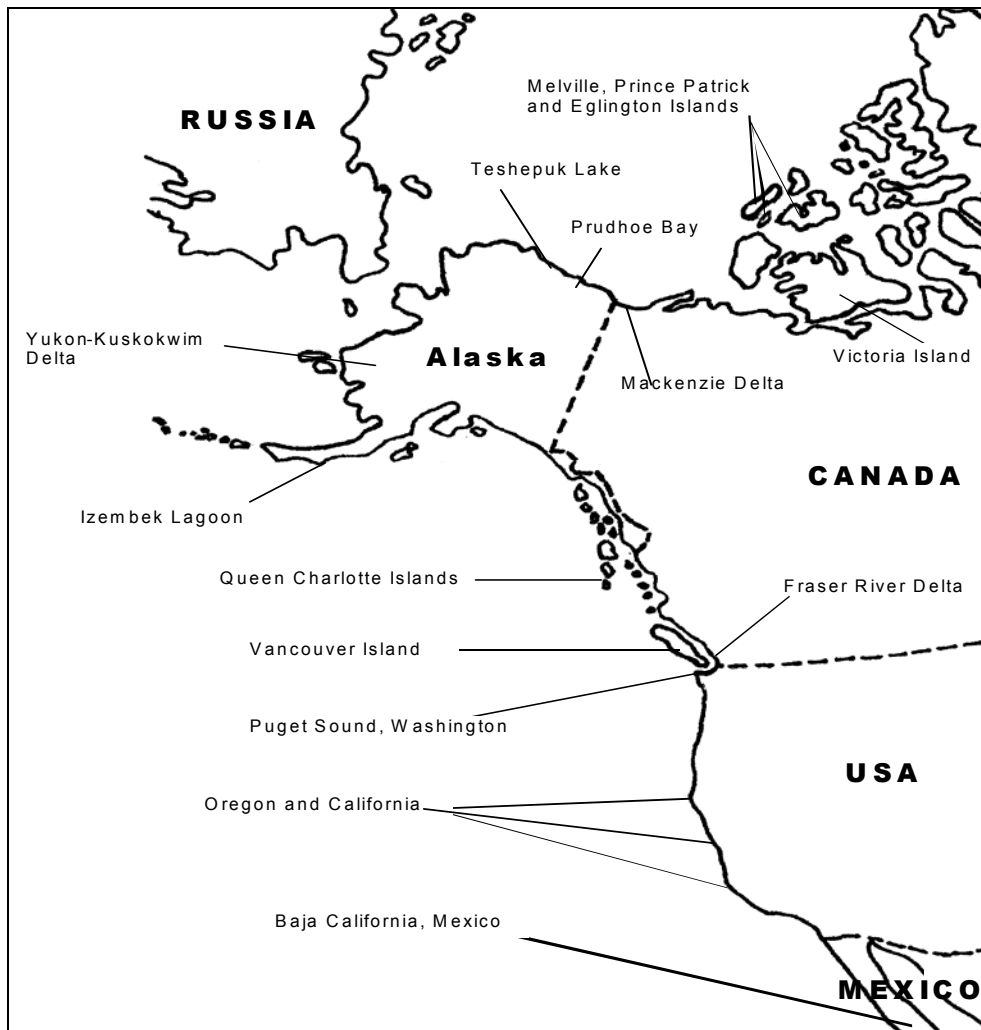 Melville, Prince Patrick
and Eglington Islands
RUSSIA
Teshepuk Lake
Prudhoe Bay
Yukon-Kuskokwim
Delta
Alaska
Victoria Island
Mackenzie Delta
CANADA
Izembek Lagoon
Queen Charlotte Islands
Fraser River Delta
Vancouver Island
Puget Sound, Washington
USA
Oregon and California
Baja California, Mexico
MEXICO